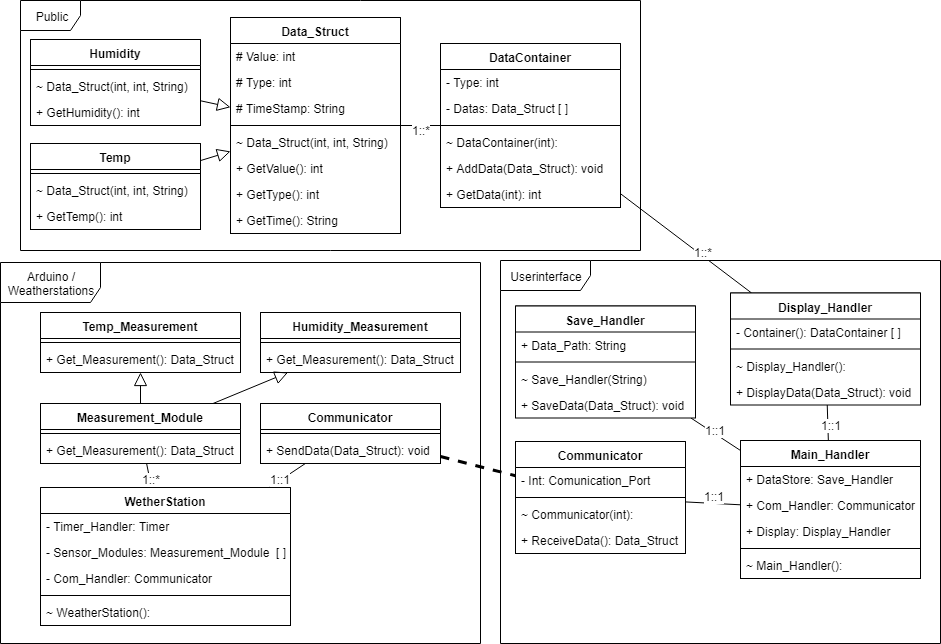 Public
Humidity
~ Data_Struct(int, int, String)
+ GetHumidity(): int
Temp
~ Data_Struct(int, int, String)
+ GetTemp(): int
Data_Struct
# Value: int
# Type: int
# TimeStamp: String
~ Data_Struct(int, int, String)
+ GetValue(): int
+ GetType(): int
+ GetTime(): String
1::*
DataContainer
- Type: int
- Datas: Data_Struct [ ]
~ DataContainer(int):
+ AddData(Data_Struct): void
+ GetData(int): int
1::*
Arduino /
Weatherstations
Temp_Measurement
+ Get_Measurement(): Data_Struct
Humidity_Measurement
+ Get_Measurement(): Data_Struct
Measurement_Module
+ Get_Measurement(): Data_Struct
Communicator
+ SendData(Data_Struct): void
1::*
1::1
WetherStation
- Timer_Handler: Timer
- Sensor_Modules: Measurement_Module [ ]
- Com_Handler: Communicator
~ WeatherStation():
Userinterface
Save_Handler
+ Data_Path: String
~ Save_Handler(String)
+ SaveData(Data_Struct): void
Display_Handler
- Container(): DataContainer [ ]
~ Display_Handler():
+ DisplayData(Data_Struct): void
1::1
1::1
Communicator
- Int: Comunication_Port
~ Communicator(int):
+ ReceiveData(): Data_Struct
1::1
Main_Handler
+ DataStore: Save_Handler
+ Com_Handler: Communicator
+ Display: Display_Handler
~ Main_Handler():